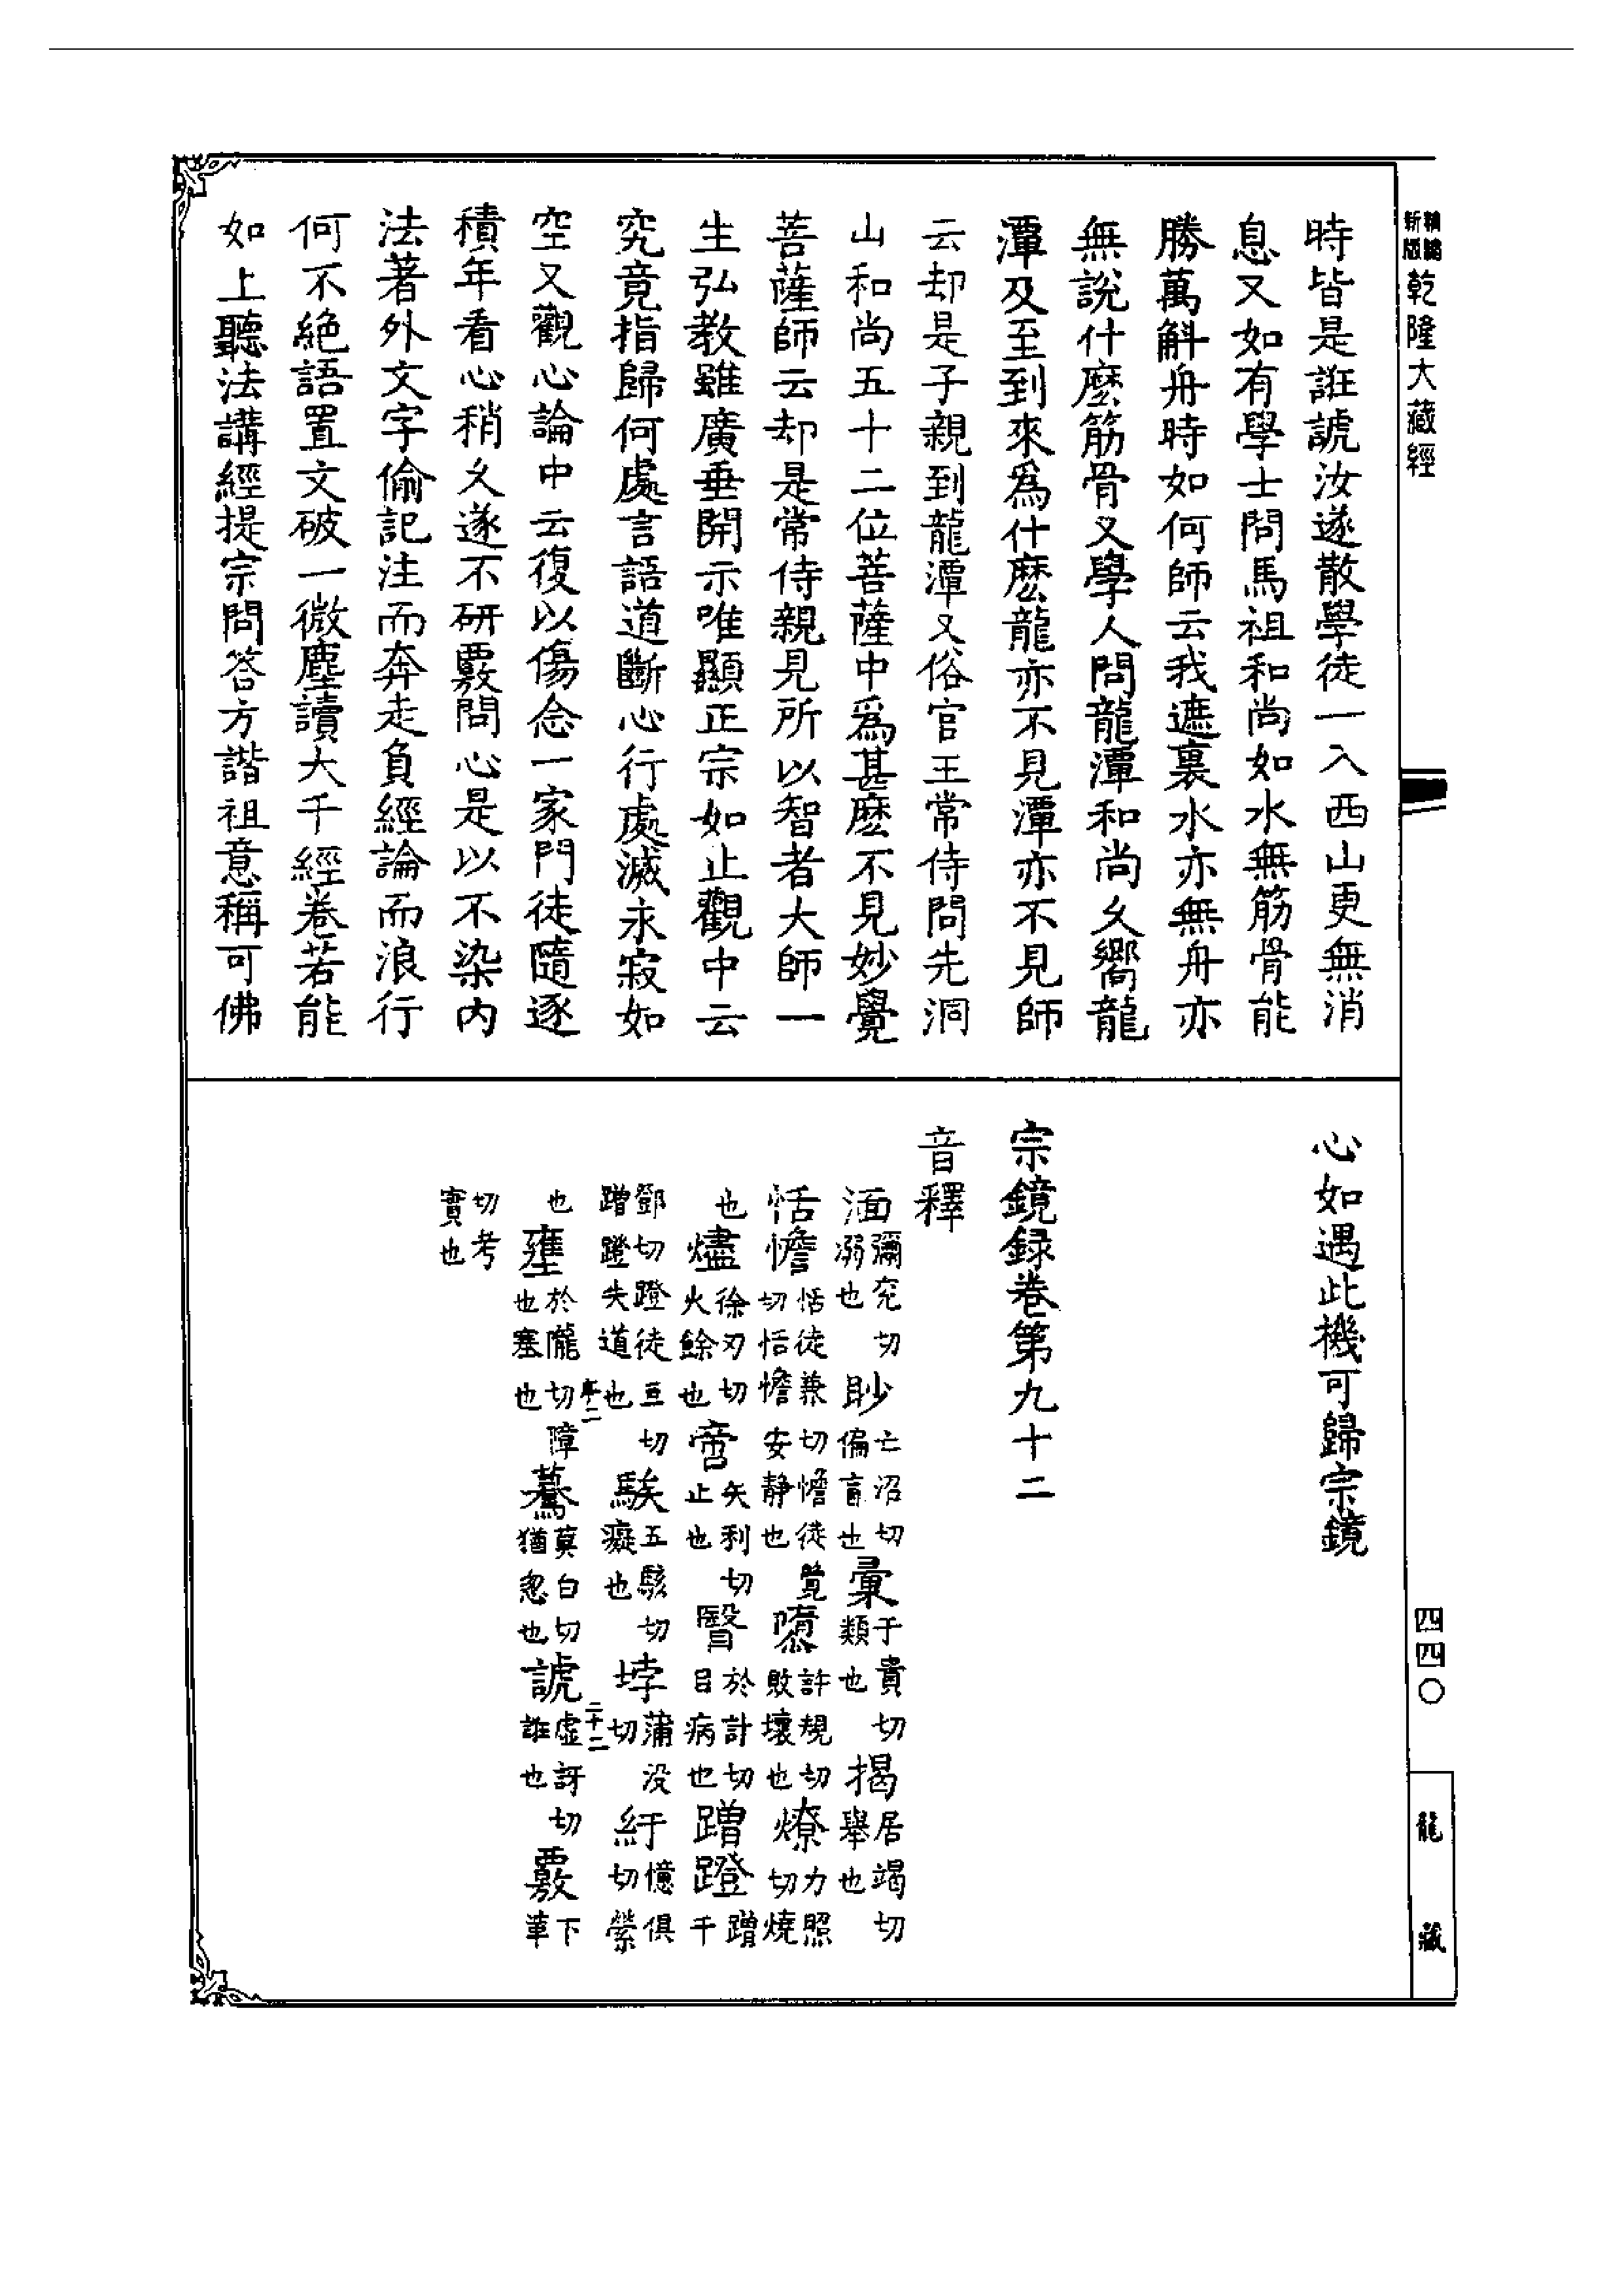 新版
乾隆大藏經
時皆是誑諕汝遂散學徒一入西山更無消
息又如有學士問馬祖和尚如水無筋骨能
勝萬斛舟時如何師云我遮裏水亦無舟亦
無說什麼筋骨又學人問龍潭和尚久嚮龍
潭及至到來爲什麼龍亦不見潭亦不見師
云却是子親到龍潭又俗官王常侍問先洞
山和尚五十二位菩薩中爲甚麼不見妙覺
菩薩師云却是常侍親見所以智者大師一
生弘教雖廣垂開示唯顯正宗如止觀中云
究竟指歸何處言語道斷心行處滅永寂如
空又觀心論中云復以傷念一家門徒隨逐
積年看心稍久遂不研覈問心是以不染內
法著外文字偷記注而奔走負經論而浪行
何不絕語置文破一微塵讀大千經卷若能
如上聽法講經提宗問答方諧祖意稱可佛
心如遇此機可歸宗鏡
宗鏡録卷第九十二
音釋
湎彌兖切溺也 眇亡沼切偏盲也 彙于貴切類也 揭居竭切舉也
恬憺恬徒兼切憺徒覽切恬憺安静也 隳許規切敗壞也 燎力照切燒
也 燼徐刃切火餘也 啻矢利切止也 瞖於計切目病也 蹭蹬蹭千
鄧切蹬徒亘切蹭蹬失道也 騃五駭切癡也 㶿蒲没切 紆憶俱切縈
也 壅於隴切障也塞也 驀莫白切猶忽也 諕虛訝切誑也 覈下革
切考實也
四四〇
龍藏